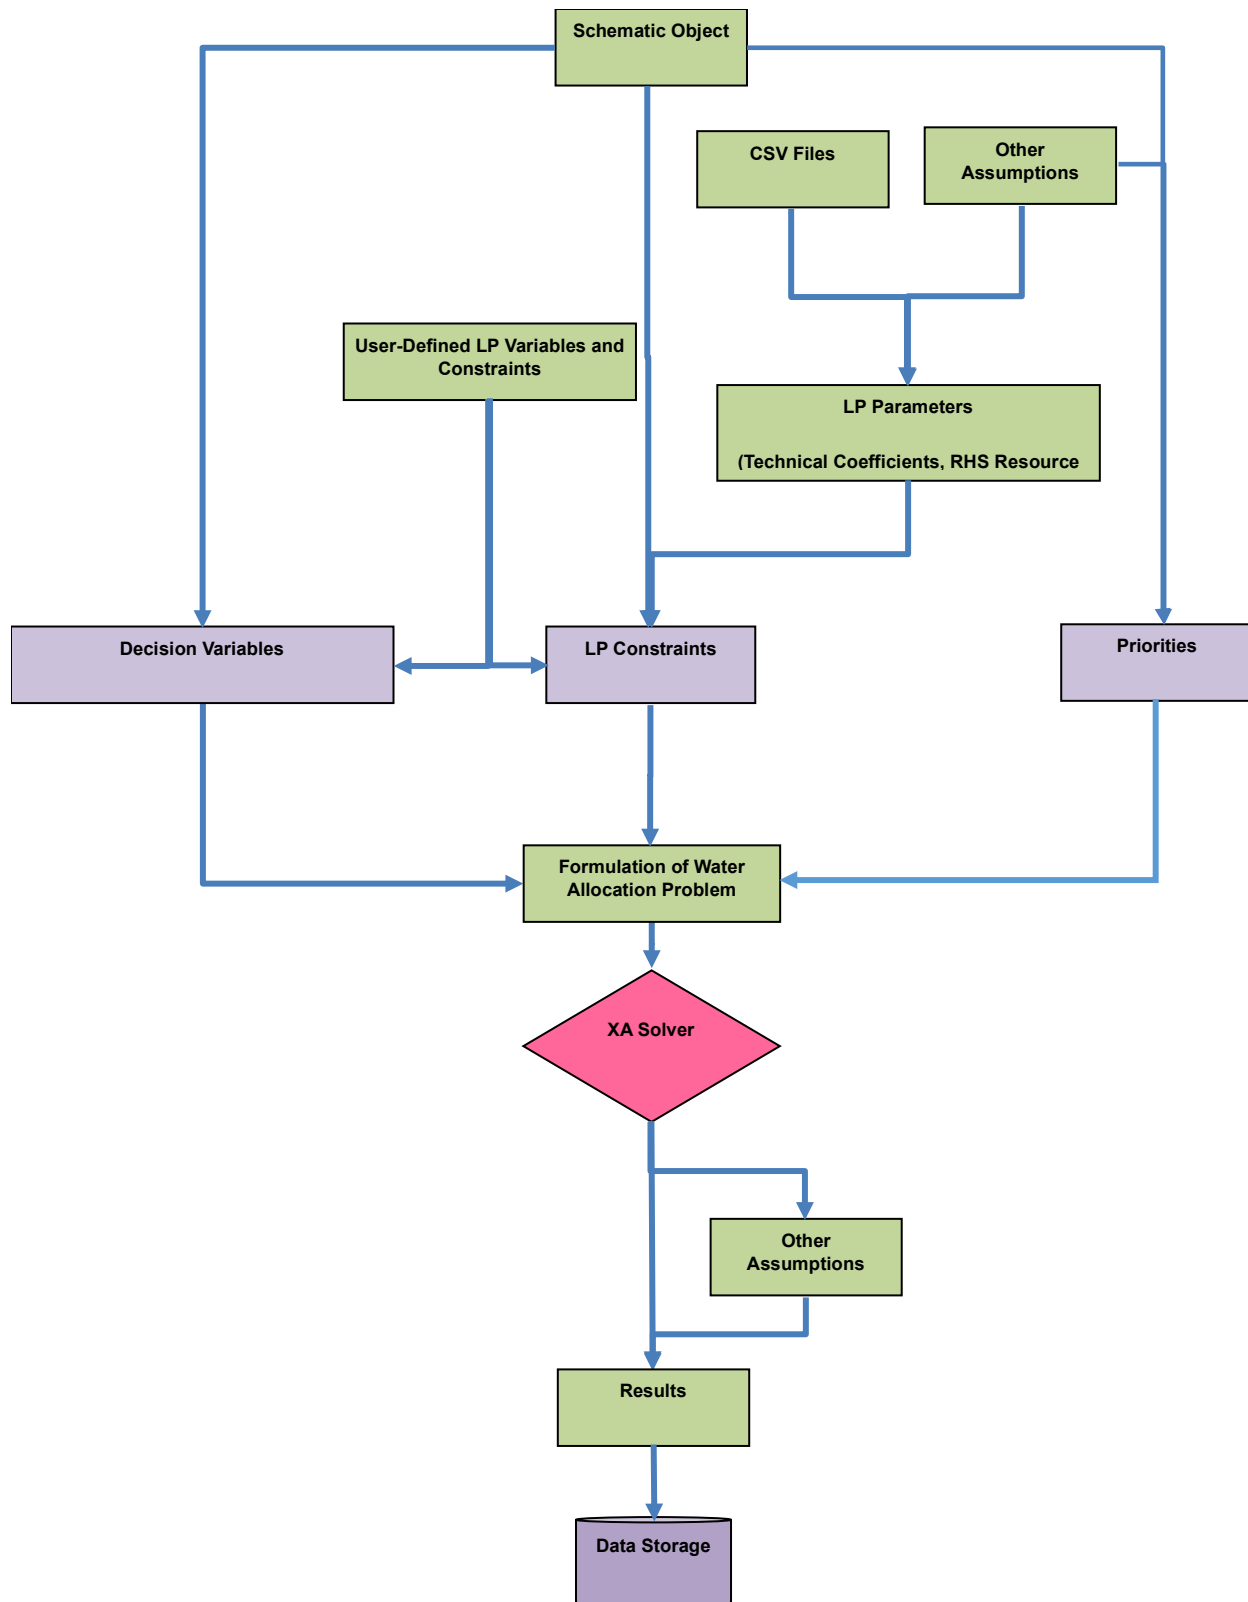 Schematic Object
CSV Files
Other
Assumptions
User-Defined LP Variables and
Constraints
LP Parameters
(Technical Coefficients, RHS Resource
Decision Variables
LP Constraints
Priorities
Formulation of Water
Allocation Problem
XA Solver
Other
Assumptions
Results
Data Storage